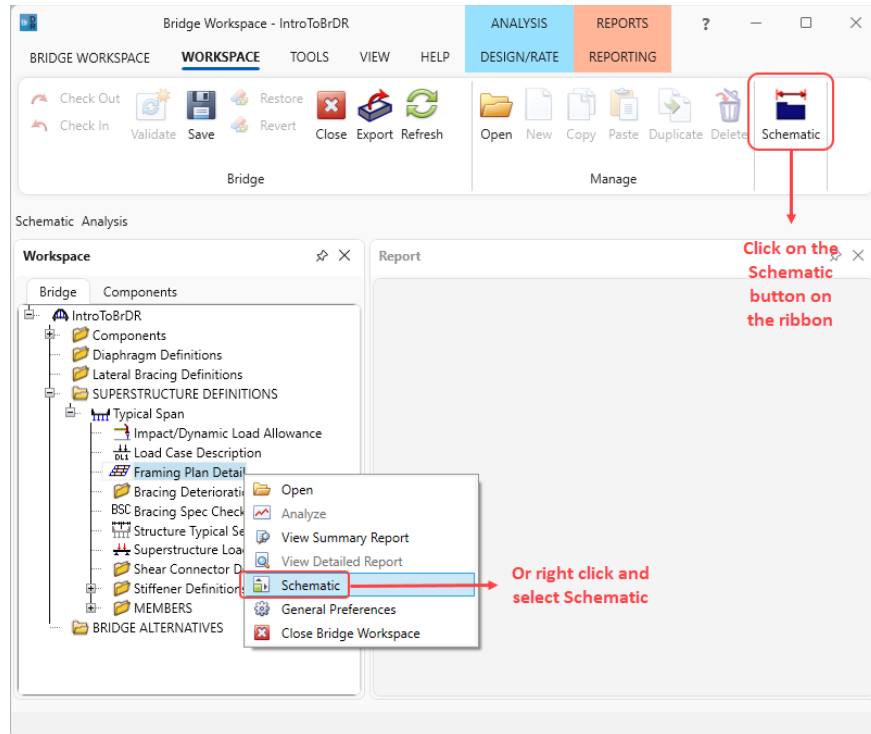 Bridge Workspace - IntroToBrDR
ANALYSIS
REPORTS
?
BRIDGE WORKSPACE
WORKSPACE
TOOLS
VIEW
HELP
DESIGN/RATE
REPORTING
Check Out
Check In
Validate
Save
Restore
Revert
Close
Export
Refresh
Open
New
Copy
Paste
Duplicate
Delete
Schematic
Bridge
Manage
Schematic Analysis
Workspace
Report
Click on the
Schematic
button on
the ribbon
Bridge
Components
IntroToBrDR
Components
Diaphragm Definitions
Lateral Bracing Definitions
SUPERSTRUCTURE DEFINITIONS
Typical Span
Impact/Dynamic Load Allowance
DL1 Load Case Description
Framing Plan Detail
Bracing Deteriorati
BSC Bracing Spec Check
Structure Typical Se
Superstructure Loa
Shear Connector D
Stiffener Definition
MEMBERS
BRIDGE ALTERNATIVES
Open
Analyze
View Summary Report
View Detailed Report
Schematic
General Preferences
Close Bridge Workspace
Or right click and
select Schematic